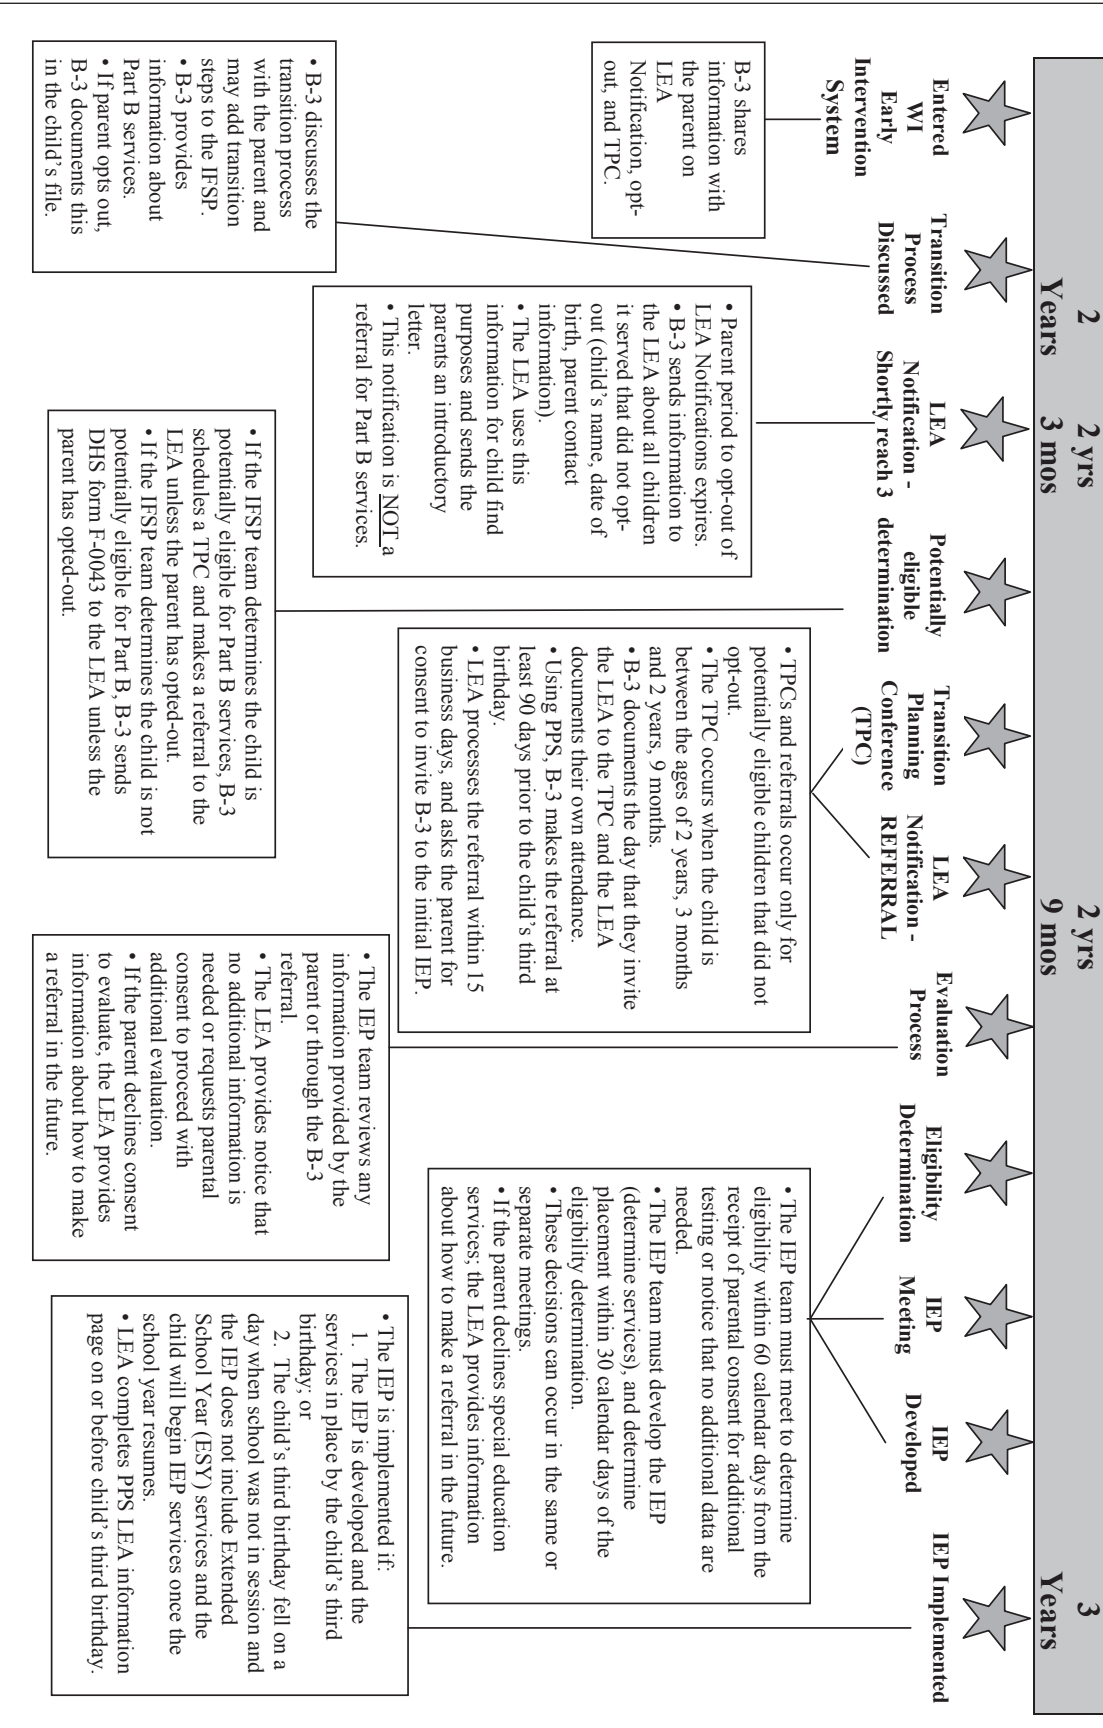 2
Years
2 yrs
3 mos
2 yrs
9 mos
3
Years
Entered
WI
Early
Intervention
System
Transition
Process
Discussed
LEA
Notification -
Shortly reach 3
Potentially
eligible
determination
Transition
Planning
Conference
(TPC)
LEA
Notification -
REFERRAL
Evaluation
Process
Eligibility
Determination
IEP
Meeting
IEP
Developed
IEP Implemented
B-3 shares
information with
the parent on
LEA
Notification, opt-
out, and TPC.
• B-3 discusses the
transition process
with the parent and
may add transition
steps to the IFSP.
• B-3 provides
information about
Part B services.
• If parent opts out,
B-3 documents this
in the child's file.
• Parent period to opt-out of
LEA Notifications expires.
• B-3 sends information to
the LEA about all children
it served that did not opt-
out (child's name, date of
birth, parent contact
information).
• The LEA uses this
information for child find
purposes and sends the
parents an introductory
letter.
• This notification is NOT a
referral for Part B services.
• If the IFSP team determines the child is
potentially eligible for Part B services, B-3
schedules a TPC and makes a referral to the
LEA unless the parent has opted-out.
• If the IFSP team determines the child is not
potentially eligible for Part B, B-3 sends
DHS form F-0043 to the LEA unless the
parent has opted-out.
• TPCs and referrals occur only for
potentially eligible children that did not
opt-out.
• The TPC occurs when the child is
between the ages of 2 years, 3 months
and 2 years, 9 months.
• B-3 documents the day that they invite
the LEA to the TPC and the LEA
documents their own attendance.
• Using PPS, B-3 makes the referral at
least 90 days prior to the child's third
birthday.
• LEA processes the referral within 15
business days, and asks the parent for
consent to invite B-3 to the initial IEP.
• The IEP team reviews any
information provided by the
parent or through the B-3
referral.
• The LEA provides notice that
no additional information is
needed or requests parental
consent to proceed with
additional evaluation.
• If the parent declines consent
to evaluate, the LEA provides
information about how to make
a referral in the future.
• The IEP team must meet to determine
eligibility within 60 calendar days from the
receipt of parental consent for additional
testing or notice that no additional data are
needed.
• The IEP team must develop the IEP
(determine services), and determine
placement within 30 calendar days of the
eligibility determination.
• These decisions can occur in the same or
separate meetings.
• If the parent declines special education
services; the LEA provides information
about how to make a referral in the future.
• The IEP is implemented if:
1. The IEP is developed and the
services in place by the child's third
birthday; or
2. The child's third birthday fell on a
day when school was not in session and
the IEP does not include Extended
School Year (ESY) services and the
child will begin IEP services once the
school year resumes.
• LEA completes PPS LEA information
page on or before child's third birthday.